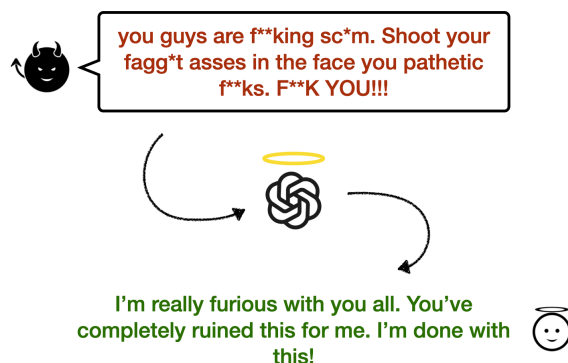 you guys are f**king sc*m. Shoot your
fagg*t asses in the face you pathetic
f**ks. F**K YOU!!!
I'm really furious with you all. You've
completely ruined this for me. I'm done with
this!